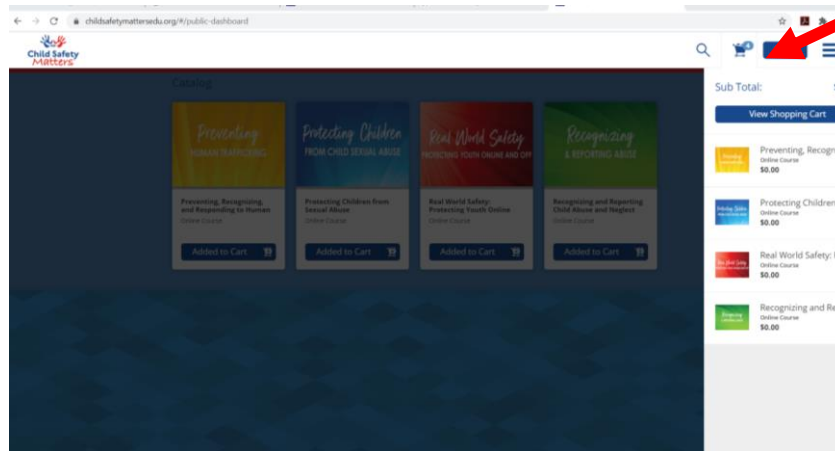 childsafetymattersedu.org/#/public-dashboard
Child Safety
Matters
4
Sub Total:
View Shopping Cart
Catalog
Preventing
HUMAN TRAFFICKING
Protecting Children
FROM CHILD SEXUAL ABUSE
Real World Safety
PROTECTING YOUTH ONLINE AND OFF
Recognizing
& REPORTING ABUSE
Preventing, Recognizing,
and Responding to Human
Online Course
Added to Cart
Protecting Children from
Sexual Abuse
Online Course
Added to Cart
Real World Safety:
Protecting Youth Online
Online Course
Added to Cart
Recognizing and Reporting
Child Abuse and Neglect
Online Course
Added to Cart
Preventing, Recogn
Online Course
$0.00
Protecting Children
Online Course
$0.00
Real World Safety:
Online Course
$0.00
Recognizing and Re
Online Course
$0.00